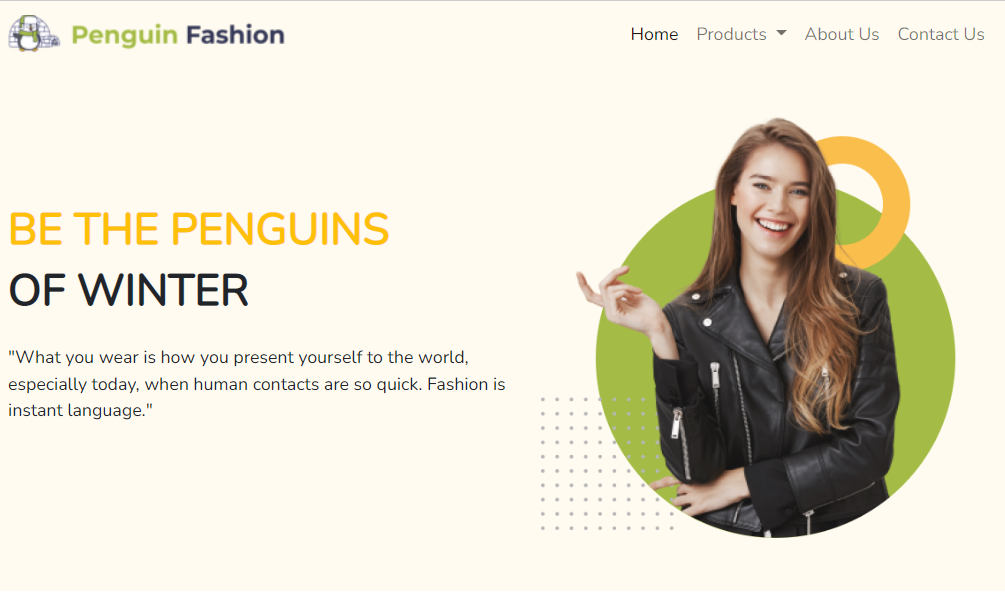 Penguin Fashion
Home Products About Us Contact Us
BE THE PENGUINS
OF WINTER
"What you wear is how you present yourself to the world,
especially today, when human contacts are so quick. Fashion is
instant language."